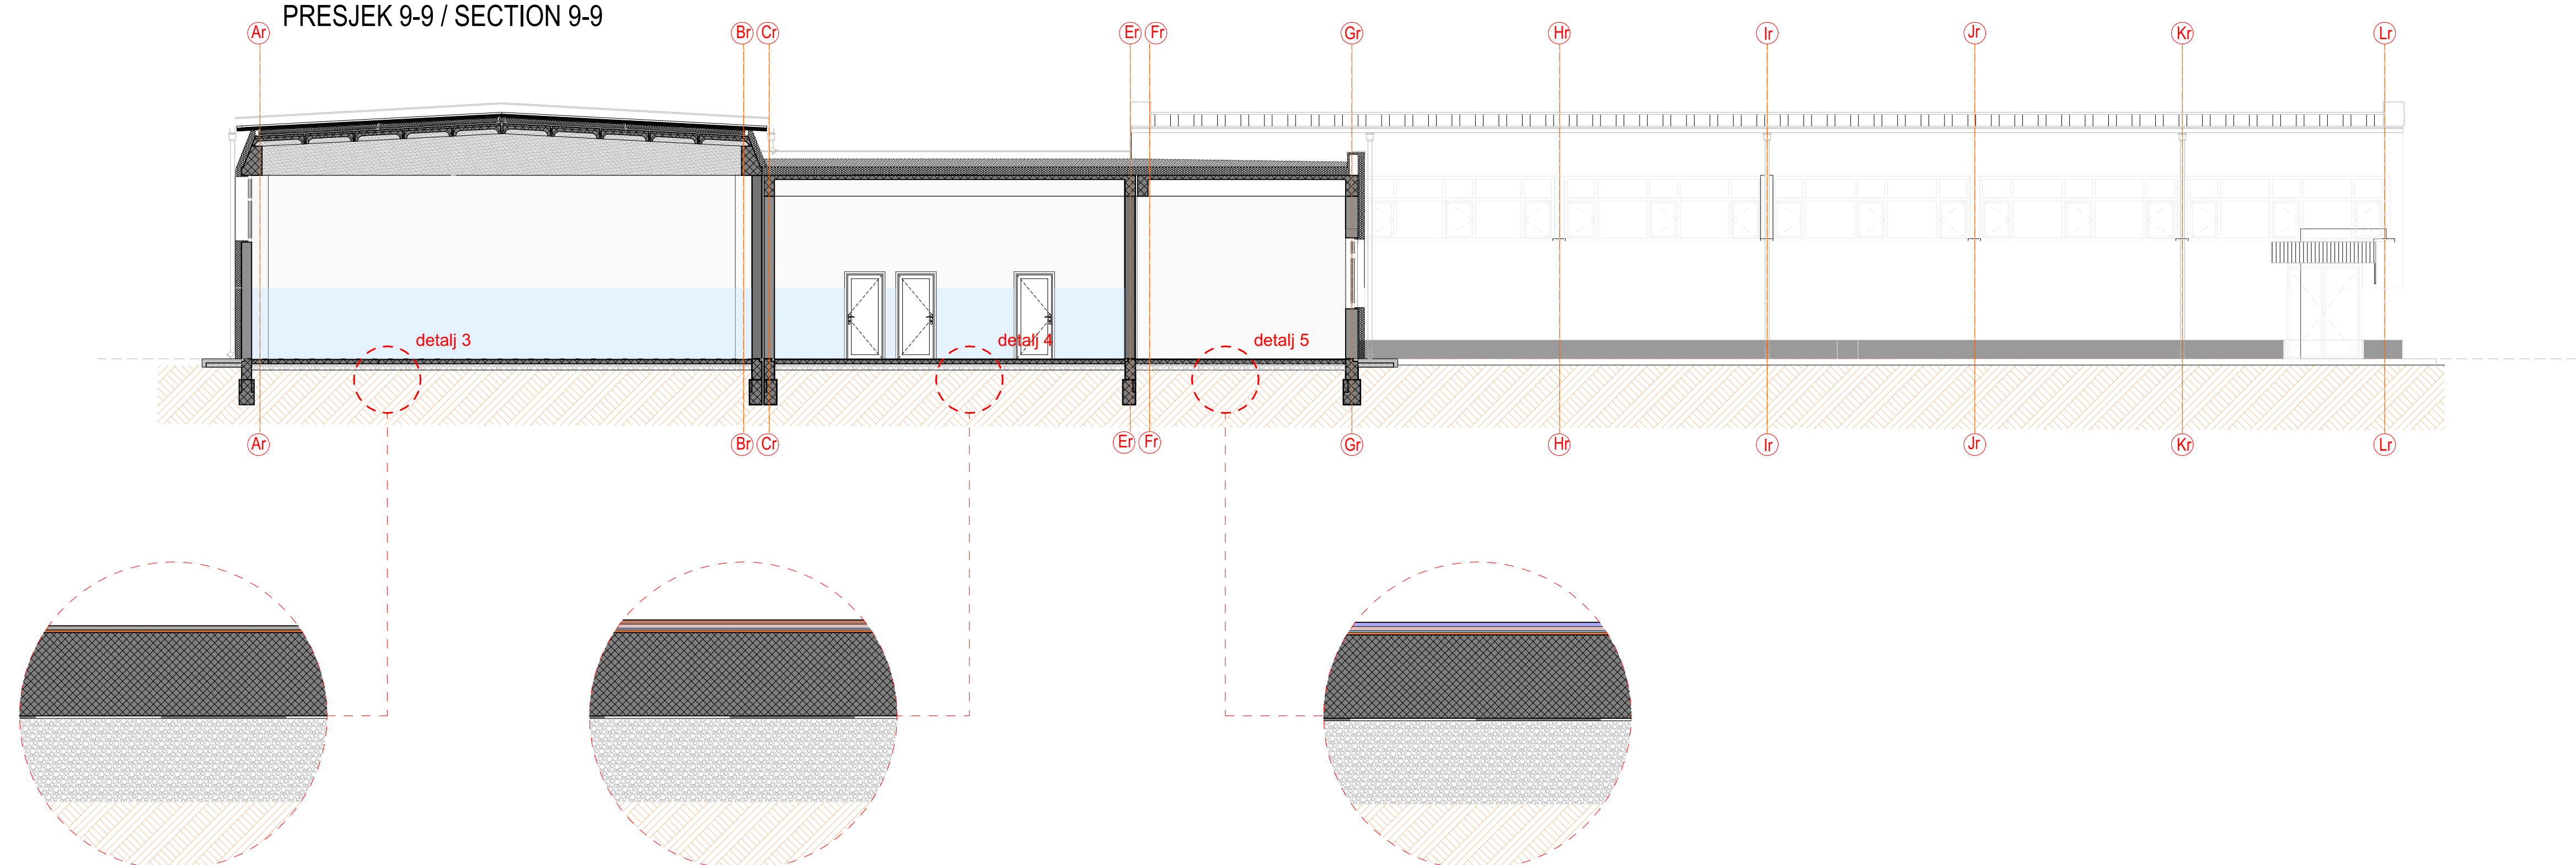 PRESJEK 9-9 / SECTION 9-9
Ar Br Cr Er Fr Gr Hr Ir Jr Kr Lr
detalj 3 detalj 4 detalj 5
Ar Br Cr Er Fr Gr Hr Ir Jr Kr Lr